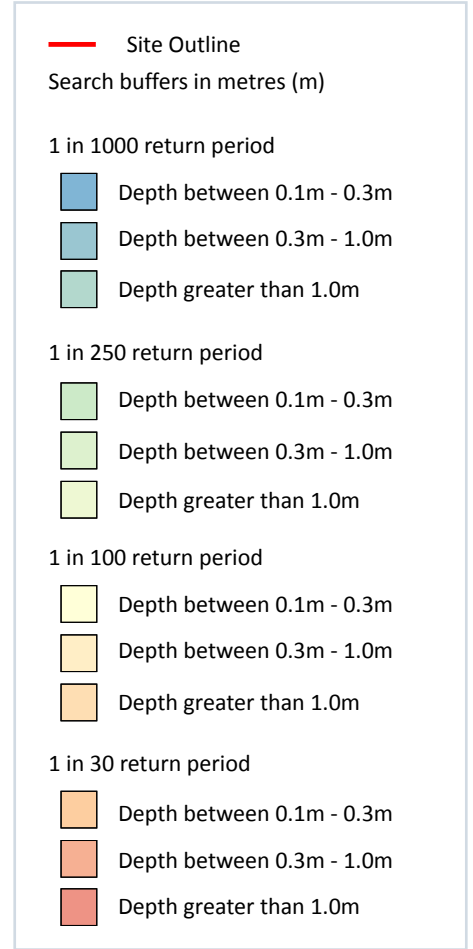 Site Outline
Search buffers in metres (m)
1 in 1000 return period
Depth between 0.1m - 0.3m
Depth between 0.3m - 1.0m
Depth greater than 1.0m
1 in 250 return period
Depth between 0.1m - 0.3m
Depth between 0.3m - 1.0m
Depth greater than 1.0m
1 in 100 return period
Depth between 0.1m - 0.3m
Depth between 0.3m - 1.0m
Depth greater than 1.0m
1 in 30 return period
Depth between 0.1m - 0.3m
Depth between 0.3m - 1.0m
Depth greater than 1.0m